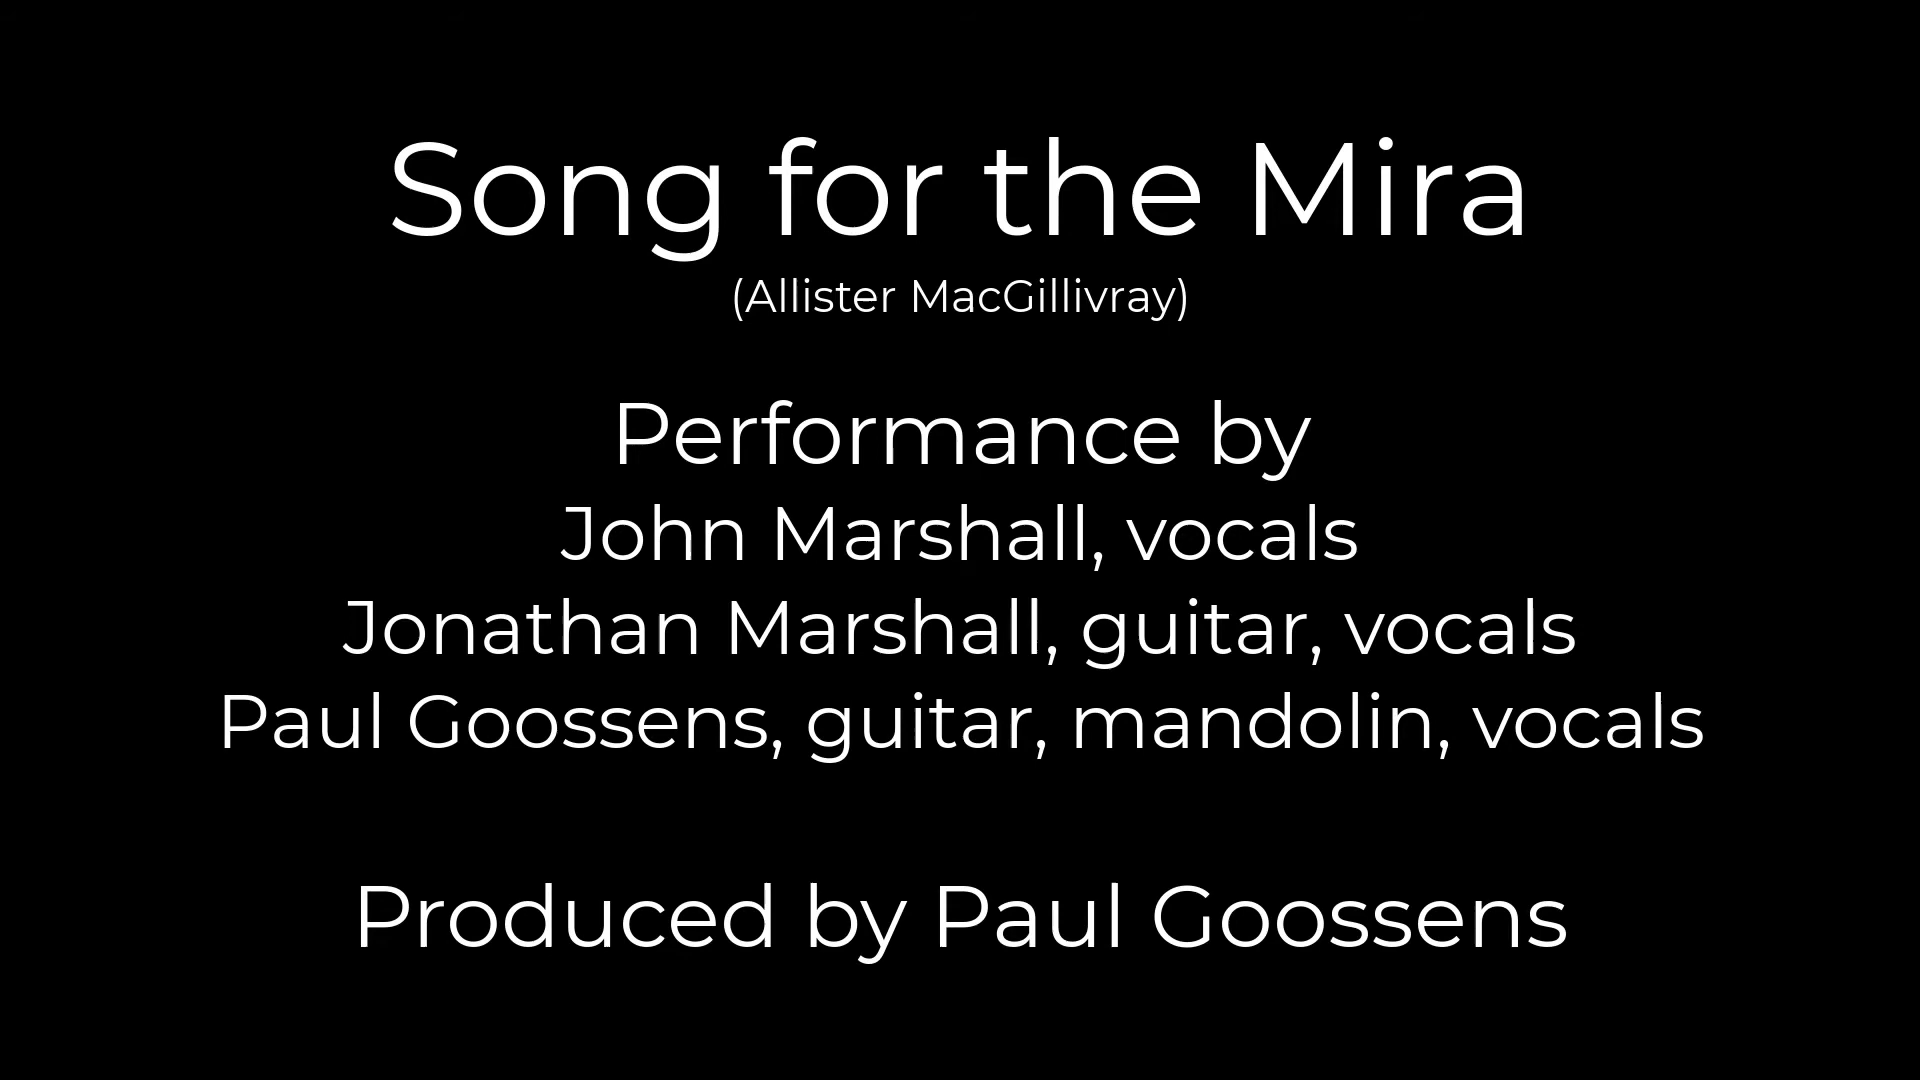 Song for the Mira
(Allister MacGillivray)
Performance by
John Marshall, vocals
Jonathan Marshall, guitar, vocals
Paul Goossens, guitar, mandolin, vocals
Produced by Paul Goossens